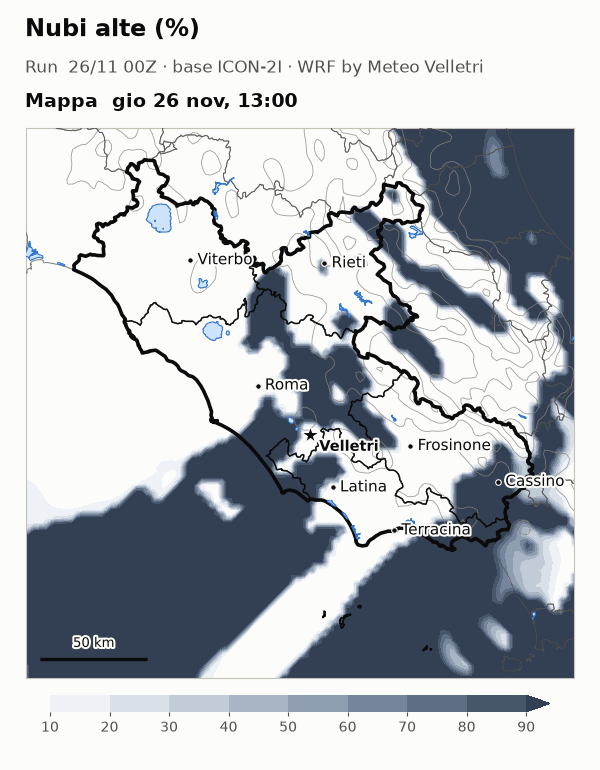 Nubi alte (%)
Run  26/11 00Z · base ICON-2I · WRF by Meteo Velletri
Mappa  gio 26 nov, 13:00
Viterbo
Rieti
Roma
Velletri
Frosinone
Cassino
Latina
Terracina
50 km
10 20 30 40 50 60 70 80 90